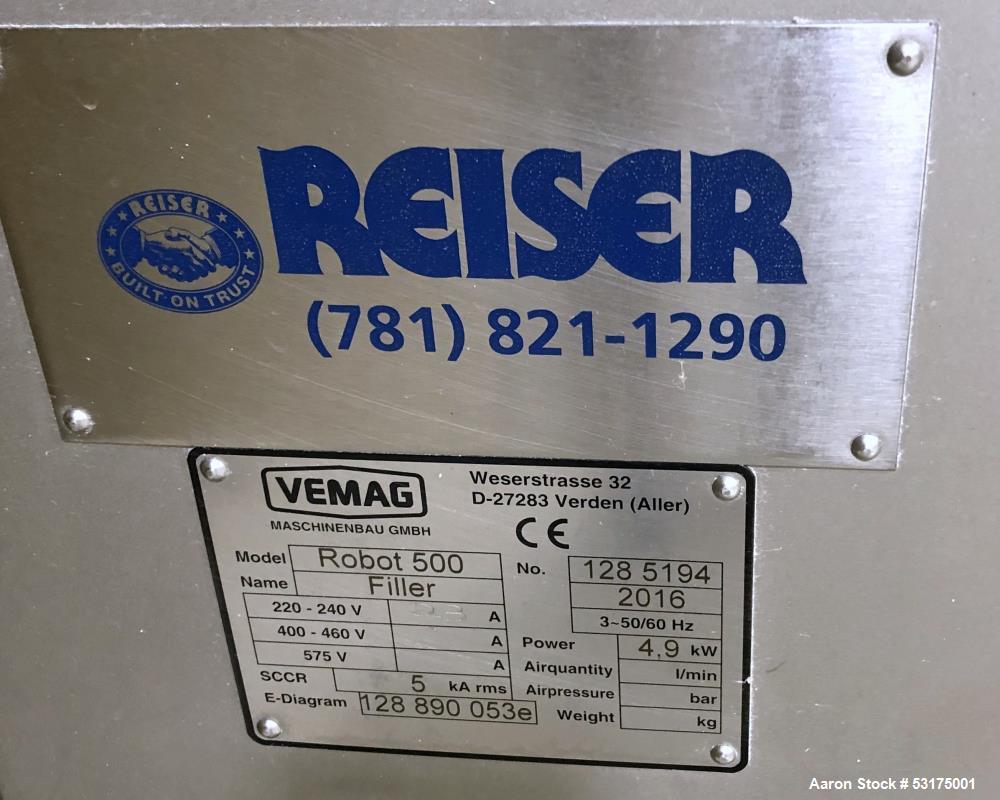 REISER
BUILT ON TRUST
REISER
(781) 821-1290
VEMAG
MASCHINENBAU GMBH
Weserstrasse 32
D-27283 Verden (Aller)
CE
Model Robot 500
Name Filler
220 - 240 V A
400 - 460 V A
575 V A
SCCR 5 kA rms
E-Diagram 128 890 053e
No. 128 5194
2016
3~50/60 Hz
Power 4,9 kW
Airquantity l/min
Airpressure bar
Weight kg
Aaron Stock # 53175001